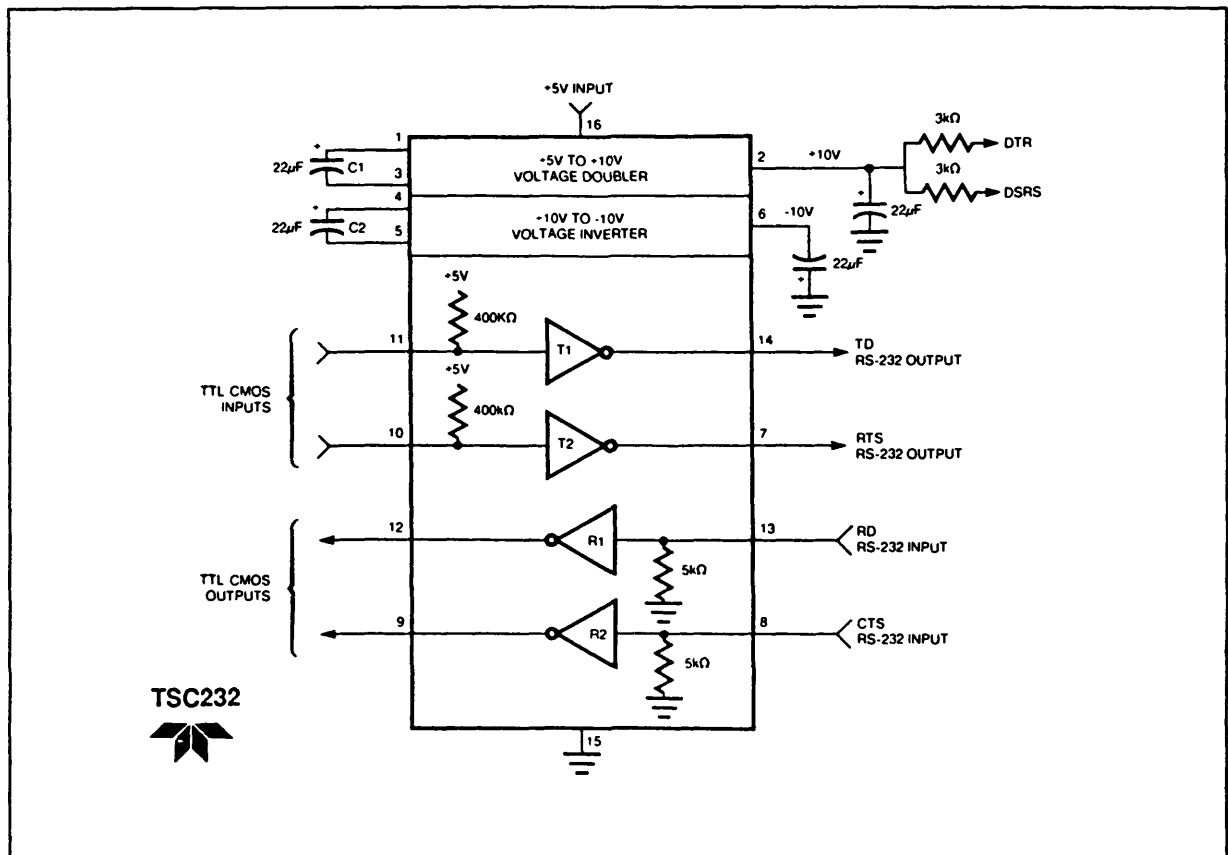 +5V INPUT
16
1
+
22µF
C1
3
+5V TO +10V
VOLTAGE DOUBLER
2
+10V
3kΩ
DTR
3kΩ
DSRS
+
22µF
4
+
22µF
C2
5
+10V TO -10V
VOLTAGE INVERTER
6
-10V
22µF
+
+5V
400KΩ
11
T1
14
TD
RS-232 OUTPUT
TTL CMOS
INPUTS
+5V
400kΩ
10
T2
7
RTS
RS-232 OUTPUT
12
R1
13
RD
RS-232 INPUT
5kΩ
TTL CMOS
OUTPUTS
9
R2
8
CTS
RS-232 INPUT
5kΩ
TSC232
15